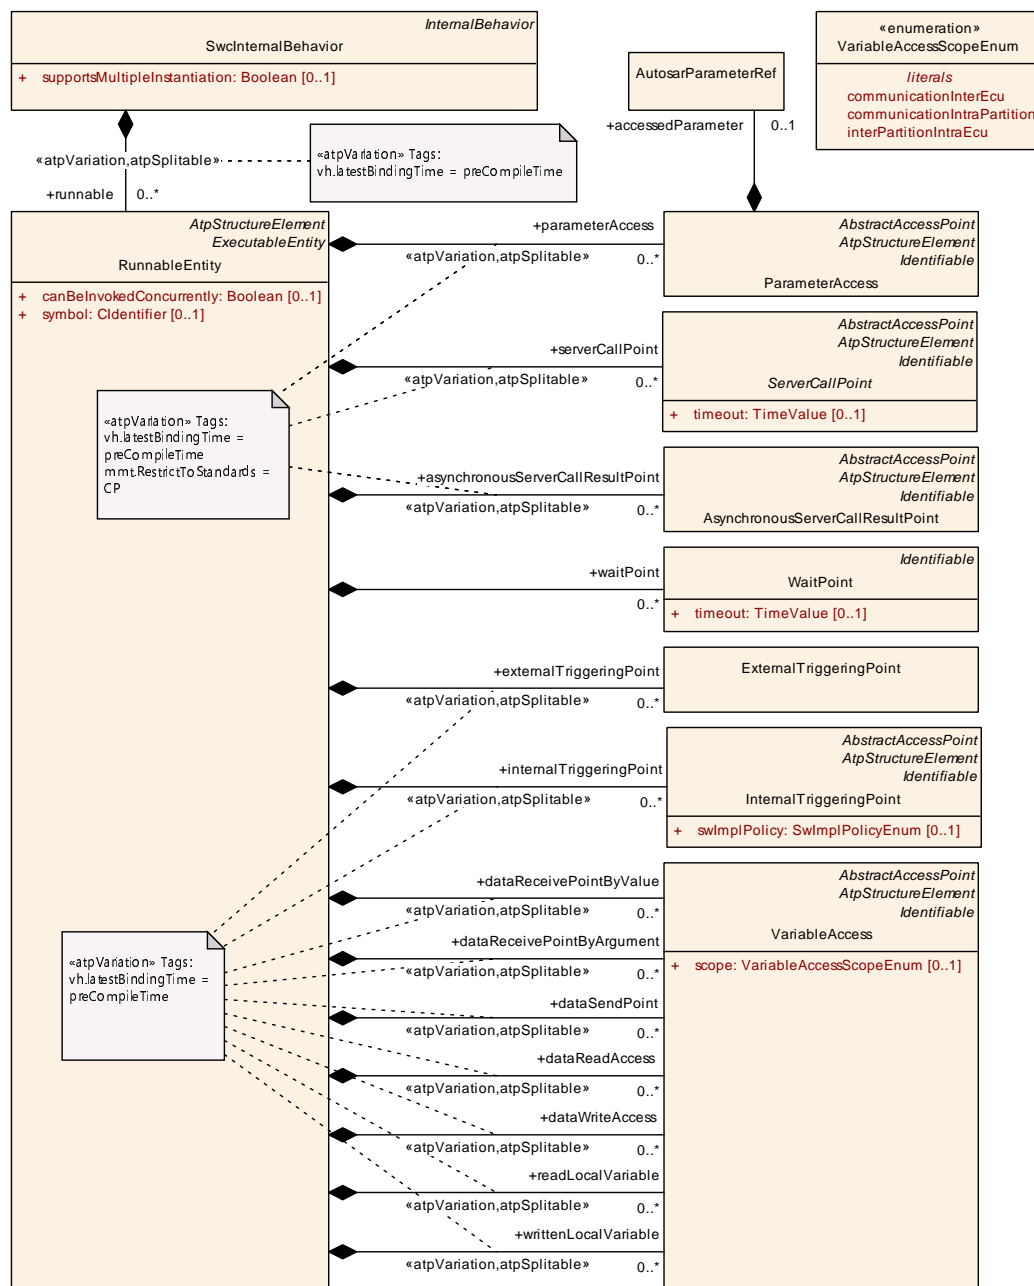 InternalBehavior
SwcInternalBehavior
+ supportsMultipleInstantiation: Boolean [0..1]
AutosarParameterRef
«enumeration»
VariableAccessScopeEnum
literals
communicationInterEcu
communicationIntraPartition
interPartitionIntraEcu
+accessedParameter 0..1
«atpVariation,atpSplitable»
+runnable 0..*
«atpVariation» Tags:
vh.latestBindingTime = preCompileTime
AtpStructureElement
ExecutableEntity
RunnableEntity
+ canBeInvokedConcurrently: Boolean [0..1]
+ symbol: CIdentifier [0..1]
+parameterAccess
«atpVariation,atpSplitable» 0..*
AbstractAccessPoint
AtpStructureElement
Identifiable
ParameterAccess
+serverCallPoint
«atpVariation,atpSplitable» 0..*
AbstractAccessPoint
AtpStructureElement
Identifiable
ServerCallPoint
+ timeout: TimeValue [0..1]
«atpVariation» Tags:
vh.latestBindingTime =
preCompileTime
mmt.RestrictToStandards =
CP
+asynchronousServerCallResultPoint
«atpVariation,atpSplitable» 0..*
AbstractAccessPoint
AtpStructureElement
Identifiable
AsynchronousServerCallResultPoint
+waitPoint
0..*
Identifiable
WaitPoint
+ timeout: TimeValue [0..1]
+externalTriggeringPoint
«atpVariation,atpSplitable» 0..*
ExternalTriggeringPoint
+internalTriggeringPoint
«atpVariation,atpSplitable» 0..*
AbstractAccessPoint
AtpStructureElement
Identifiable
InternalTriggeringPoint
+ swImplPolicy: SwImplPolicyEnum [0..1]
+dataReceivePointByValue
«atpVariation,atpSplitable» 0..*
AbstractAccessPoint
AtpStructureElement
Identifiable
VariableAccess
+ scope: VariableAccessScopeEnum [0..1]
«atpVariation» Tags:
vh.latestBindingTime =
preCompileTime
+dataReceivePointByArgument
«atpVariation,atpSplitable» 0..*
+dataSendPoint
«atpVariation,atpSplitable» 0..*
+dataReadAccess
«atpVariation,atpSplitable» 0..*
+dataWriteAccess
«atpVariation,atpSplitable» 0..*
+readLocalVariable
«atpVariation,atpSplitable» 0..*
+writtenLocalVariable
«atpVariation,atpSplitable» 0..*